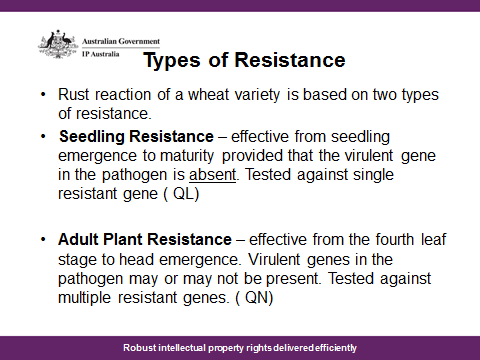 Australian Government
IP Australia
Types of Resistance
• Rust reaction of a wheat variety is based on two types
of resistance.
• Seedling Resistance – effective from seedling
emergence to maturity provided that the virulent gene
in the pathogen is absent. Tested against single
resistant gene ( QL)
• Adult Plant Resistance – effective from the fourth leaf
stage to head emergence. Virulent genes in the
pathogen may or may not be present. Tested against
multiple resistant genes. ( QN)
Robust intellectual property rights delivered efficiently